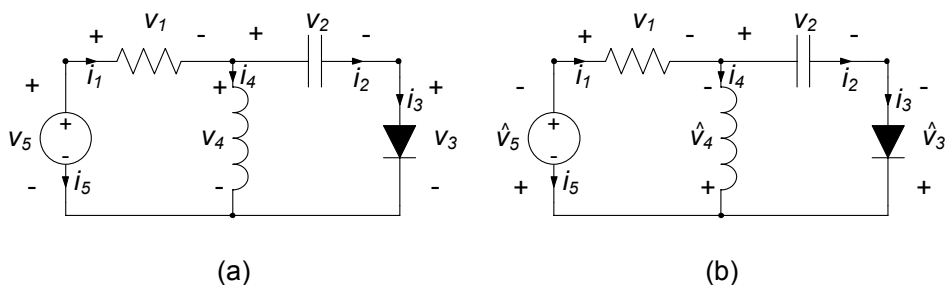 v1 v2
+ - + -
i1 i4 i2
+ + i3 +
+
v5 v4 v3
-
- i5 - -
(a)
v1 v2
+ - + -
i1 i4 i2
- - i3 -
+
v̂5 v̂4 v̂3
-
+ i5 + +
(b)